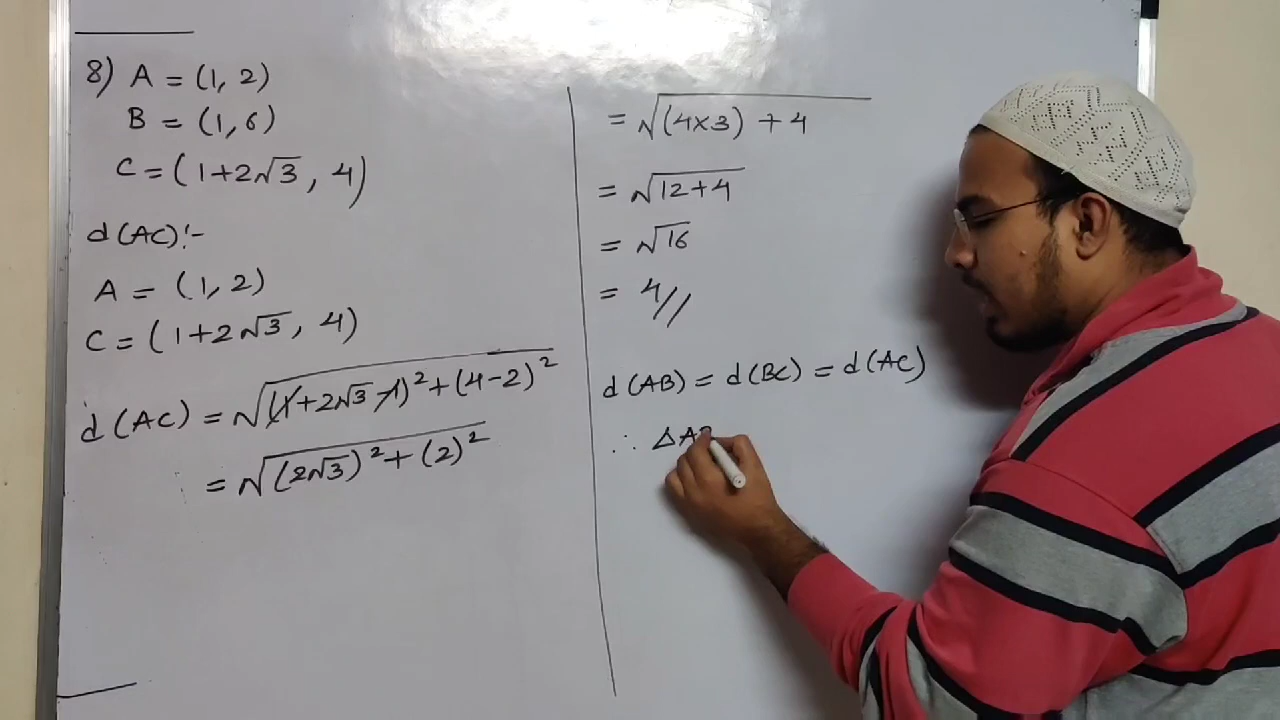 8) A = (1, 2)
B = (1, 6)
C = (1+2√3, 4)
d(AC):-
A = (1, 2)
C = (1+2√3, 4)
d(AC) = √(1+2√3-1)²+(4-2)²
= √(2√3)²+(2)²
= √(4×3)+4
= √12+4
= √16
= 4//
d(AB) = d(BC) = d(AC)
∴ ΔAB